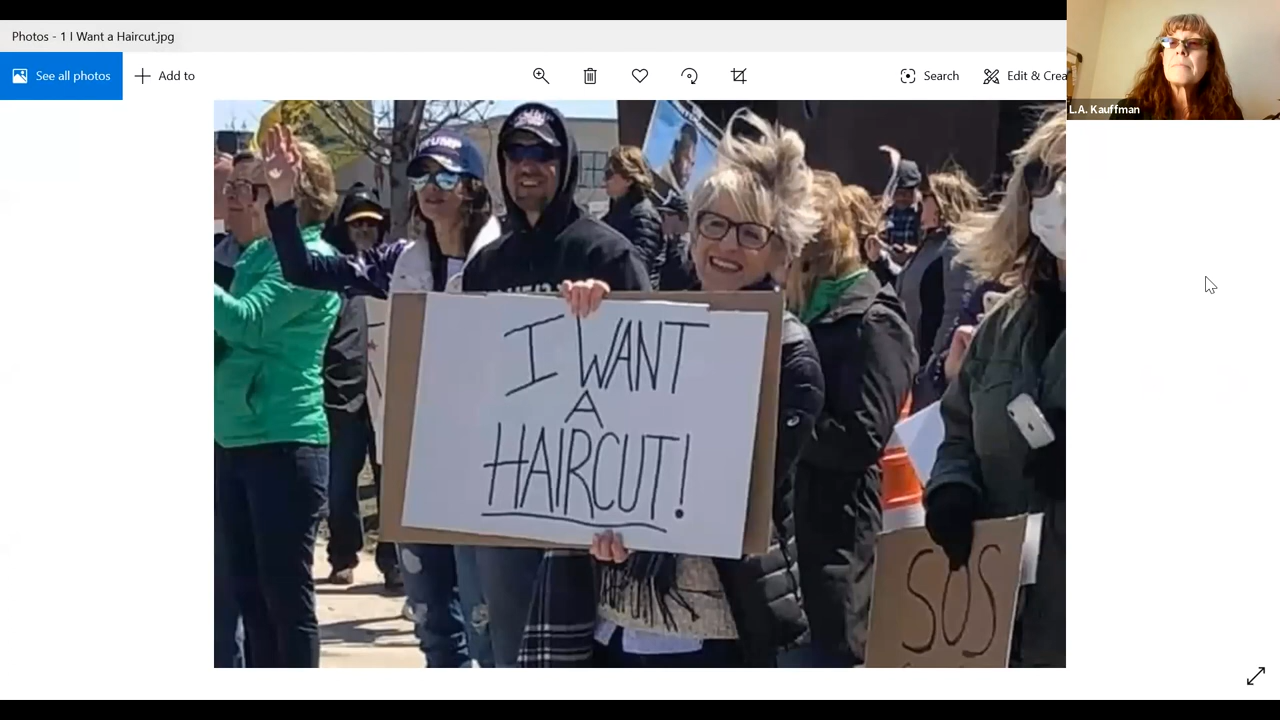 Photos - 1 I Want a Haircut.jpg
See all photos
Add to
Search
Edit & Crea
L.A. Kauffman
TRUMP
I WANT
A
HAIRCUT!
SOS